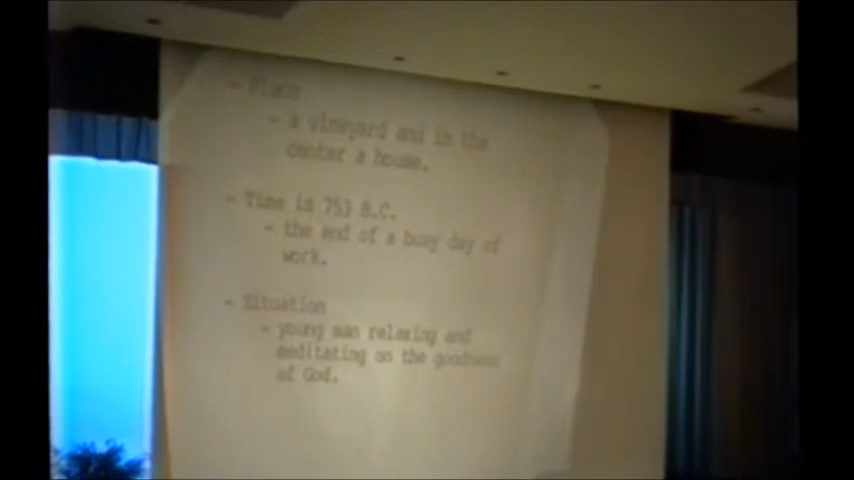 - Place
- a vineyard and in the
center a house.
- Time is 753 B.C.
- the end of a busy day of
work.
- Situation
- young man relaxing and
meditating on the goodness
of God.